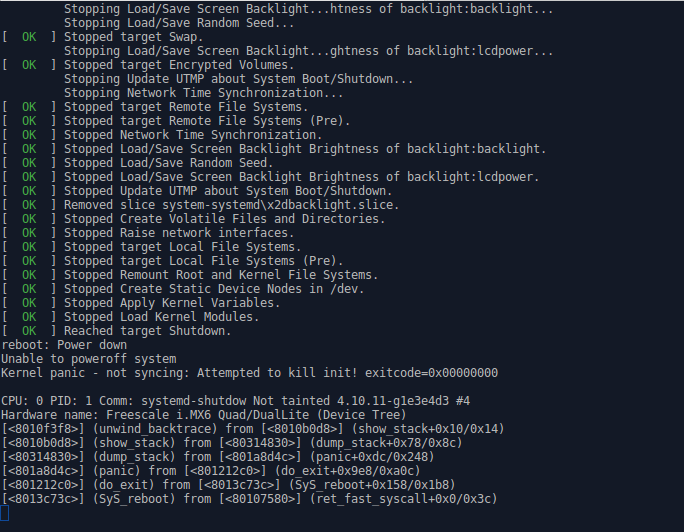 Stopping Load/Save Screen Backlight...htness of backlight:backlight...
Stopping Load/Save Random Seed...
[  OK  ] Stopped target Swap.
Stopping Load/Save Screen Backlight...ghtness of backlight:lcdpower...
[  OK  ] Stopped target Encrypted Volumes.
Stopping Update UTMP about System Boot/Shutdown...
Stopping Network Time Synchronization...
[  OK  ] Stopped target Remote File Systems.
[  OK  ] Stopped target Remote File Systems (Pre).
[  OK  ] Stopped Network Time Synchronization.
[  OK  ] Stopped Load/Save Screen Backlight Brightness of backlight:backlight.
[  OK  ] Stopped Load/Save Random Seed.
[  OK  ] Stopped Load/Save Screen Backlight Brightness of backlight:lcdpower.
[  OK  ] Stopped Update UTMP about System Boot/Shutdown.
[  OK  ] Removed slice system-systemd\x2dbacklight.slice.
[  OK  ] Stopped Create Volatile Files and Directories.
[  OK  ] Stopped Raise network interfaces.
[  OK  ] Stopped target Local File Systems.
[  OK  ] Stopped target Local File Systems (Pre).
[  OK  ] Stopped Remount Root and Kernel File Systems.
[  OK  ] Stopped Create Static Device Nodes in /dev.
[  OK  ] Stopped Apply Kernel Variables.
[  OK  ] Stopped Load Kernel Modules.
[  OK  ] Reached target Shutdown.
reboot: Power down
Unable to poweroff system
Kernel panic - not syncing: Attempted to kill init! exitcode=0x00000000
CPU: 0 PID: 1 Comm: systemd-shutdow Not tainted 4.10.11-g1e3e4d3 #4
Hardware name: Freescale i.MX6 Quad/DualLite (Device Tree)
[<8010f3f8>] (unwind_backtrace) from [<8010b0d8>] (show_stack+0x10/0x14)
[<8010b0d8>] (show_stack) from [<80314830>] (dump_stack+0x78/0x8c)
[<80314830>] (dump_stack) from [<801a8d4c>] (panic+0xdc/0x248)
[<801a8d4c>] (panic) from [<801212c0>] (do_exit+0x9e8/0xa0c)
[<801212c0>] (do_exit) from [<8013c73c>] (SyS_reboot+0x158/0x1b8)
[<8013c73c>] (SyS_reboot) from [<80107580>] (ret_fast_syscall+0x0/0x3c)